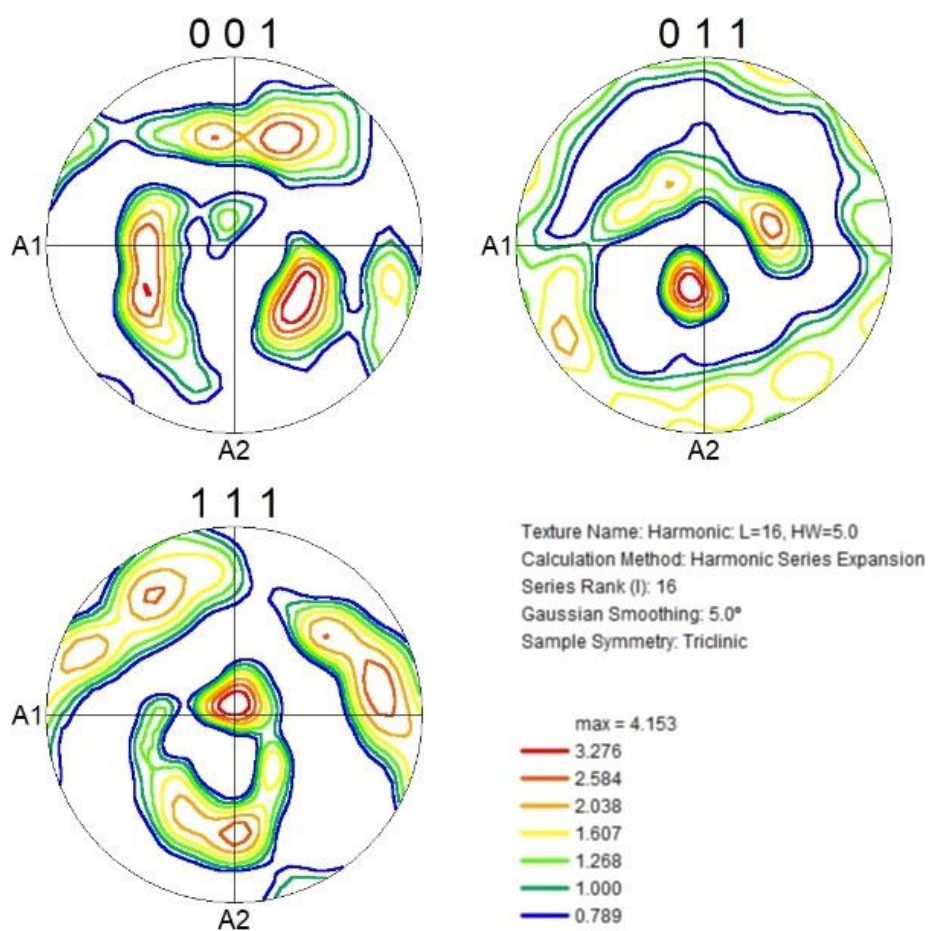 0 0 1
0 1 1
A1
A1
A2
A2
1 1 1
A1
A2
Texture Name: Harmonic: L=16, HW=5.0
Calculation Method: Harmonic Series Expansion
Series Rank (l): 16
Gaussian Smoothing: 5.0°
Sample Symmetry: Triclinic
max = 4.153
3.276
2.584
2.038
1.607
1.268
1.000
0.789